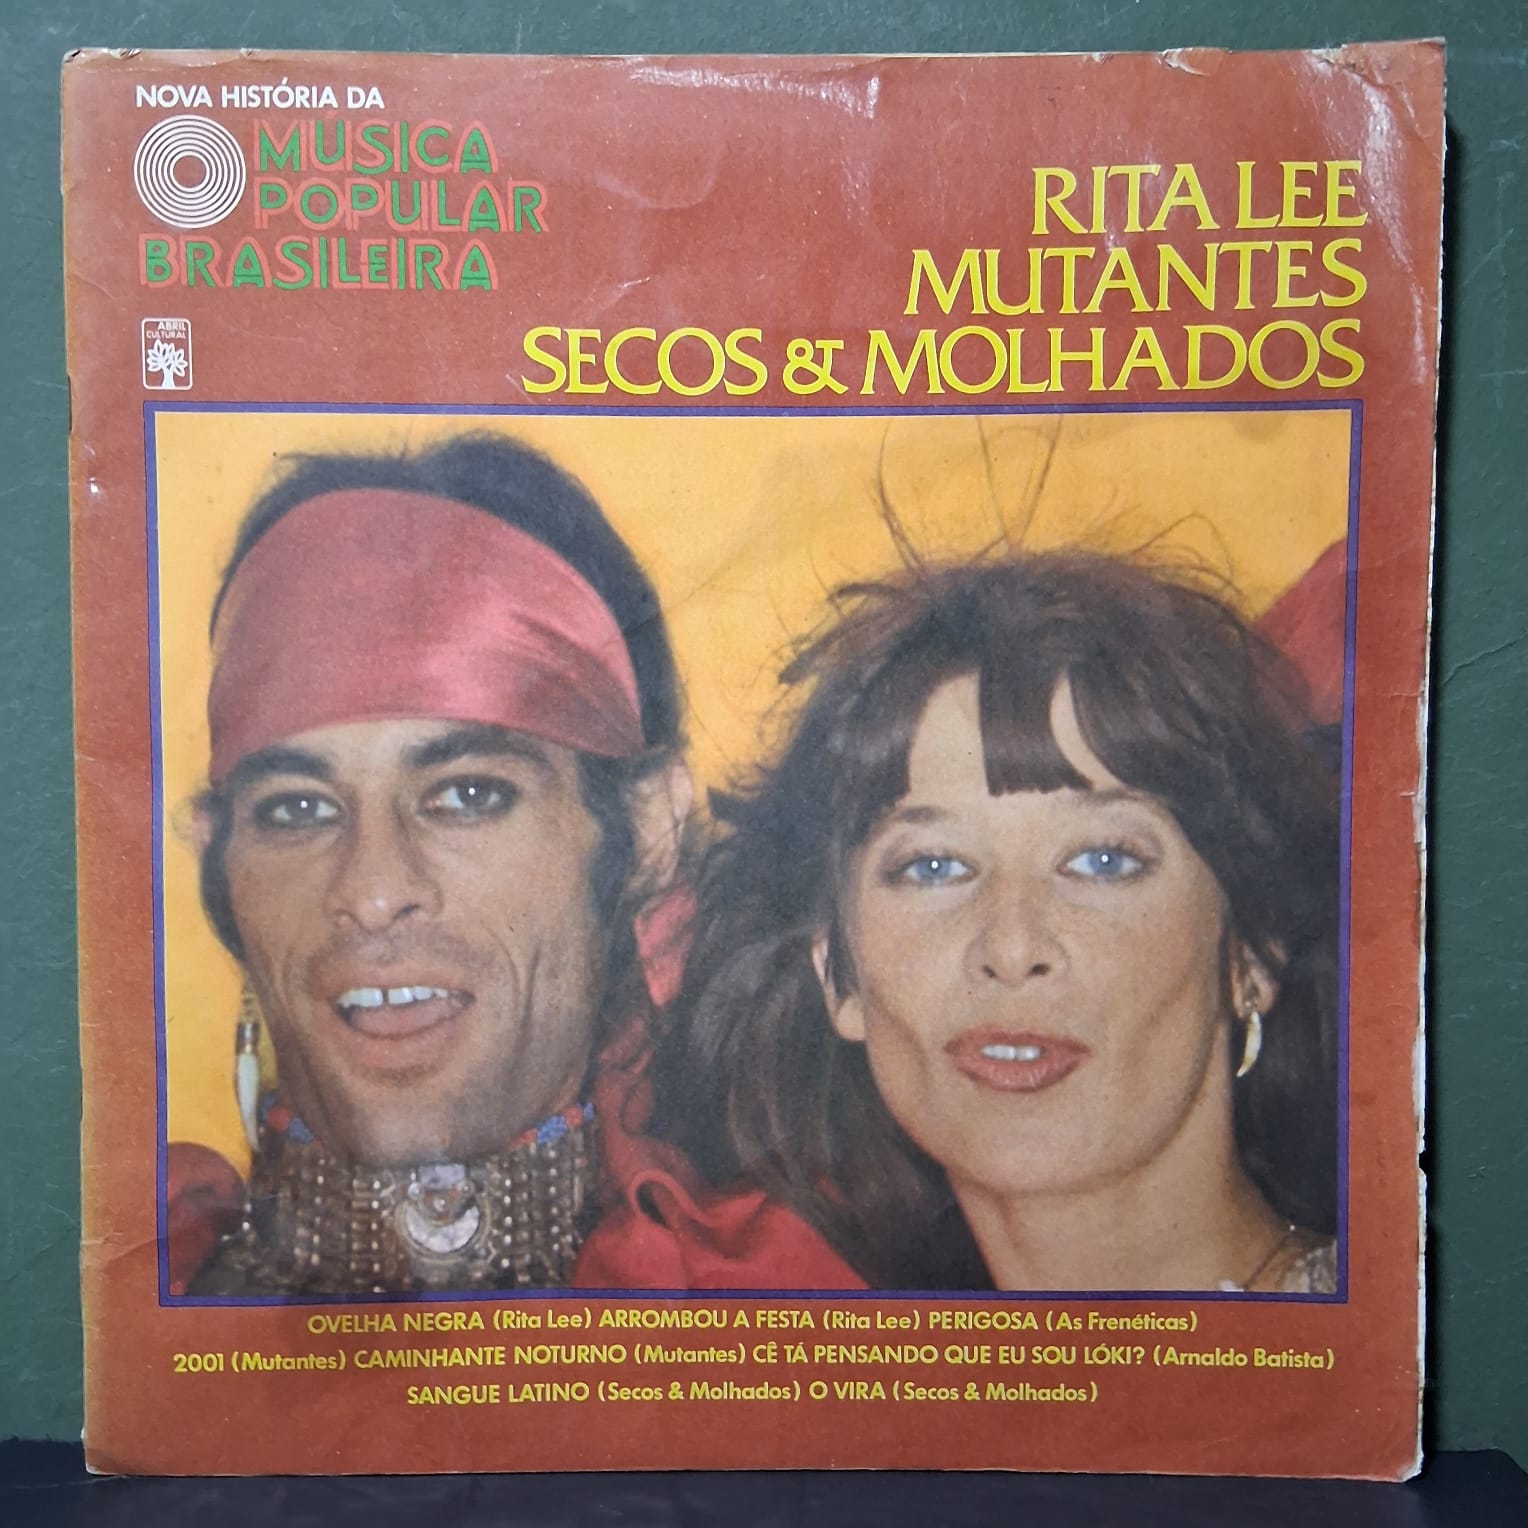 NOVA HISTÓRIA DA
MÚSICA
POPULAR
BRASILEIRA
ABRIL
CULTURAL
RITA LEE
MUTANTES
SECOS & MOLHADOS
OVELHA NEGRA (Rita Lee) ARROMBOU A FESTA (Rita Lee) PERIGOSA (As Frenéticas)
2001 (Mutantes) CAMINHANTE NOTURNO (Mutantes) CÊ TÁ PENSANDO QUE EU SOU LÓKI? (Arnaldo Batista)
SANGUE LATINO (Secos & Molhados) O VIRA (Secos & Molhados)